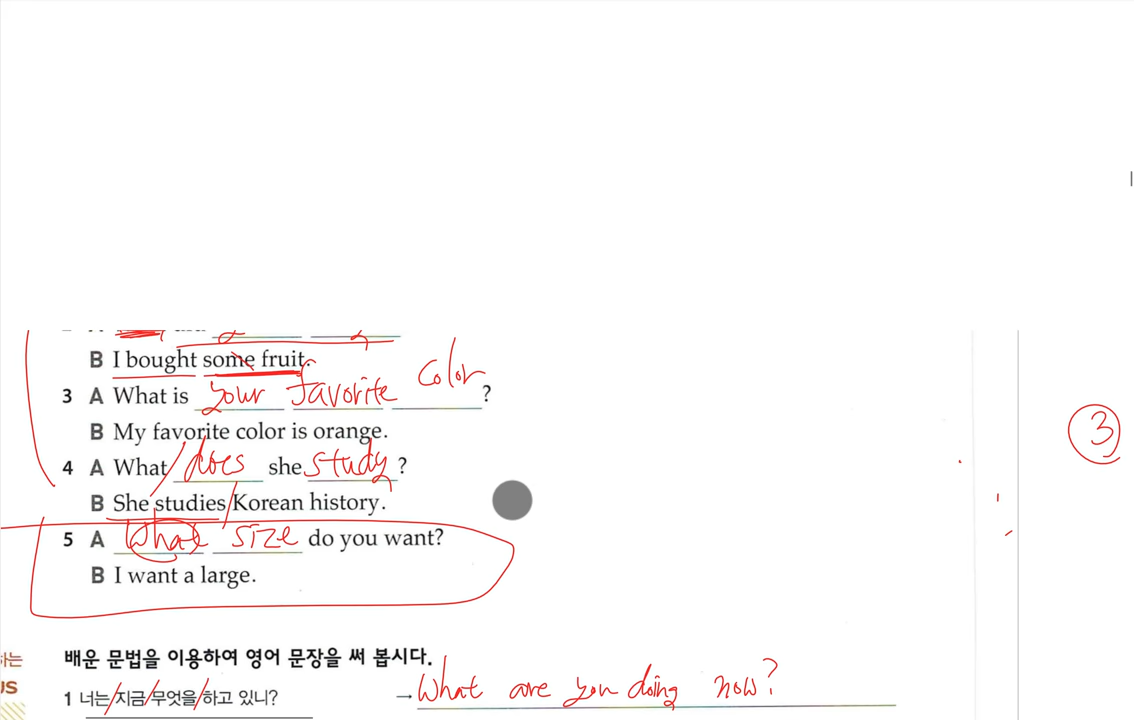 B I bought some fruit.
3 A What is your favorite color ?
B My favorite color is orange.
4 A What does she study ?
B She studies Korean history.
5 A What size do you want?
B I want a large.
배운 문법을 이용하여 영어 문장을 써 봅시다.
1 너는 지금 무엇을 하고 있니? → What are you doing now?
3